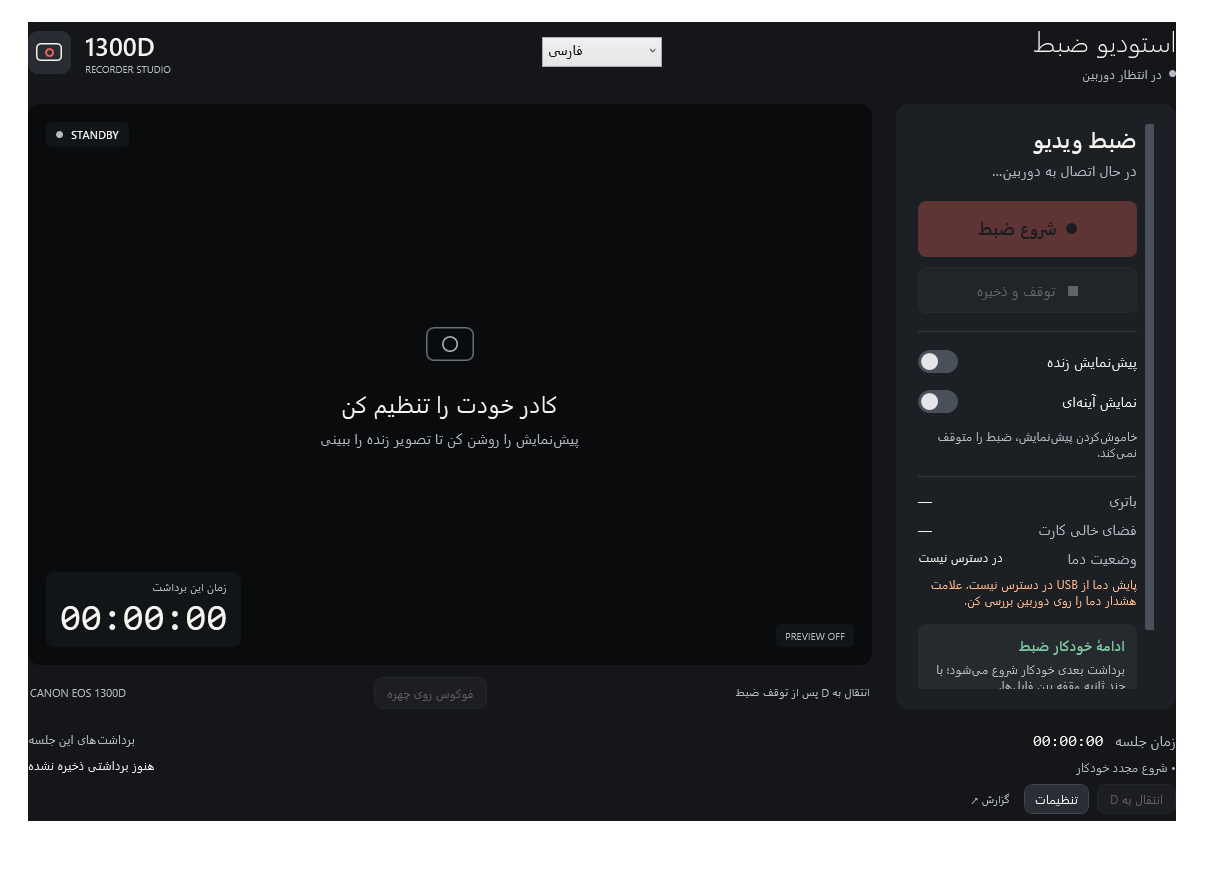 استودیو ضبط
در انتظار دوربین
فارسی
1300D
RECORDER STUDIO
ضبط ویدیو
در حال اتصال به دوربین...
شروع ضبط
توقف و ذخیره
پیش‌نمایش زنده
نمایش آینه‌ای
خاموش‌کردن پیش‌نمایش، ضبط را متوقف
نمی‌کند.
باتری —
فضای خالی کارت —
وضعیت دما در دسترس نیست
پایش دما از USB در دسترس نیست. علامت
هشدار دما را روی دوربین بررسی کن.
ادامهٔ خودکار ضبط
برداشت بعدی خودکار شروع می‌شود؛ با
چند ثانیه وقفه بین فایل‌ها.
STANDBY
کادر خودت را تنظیم کن
پیش‌نمایش را روشن کن تا تصویر زنده را ببینی
زمان این برداشت
00:00:00
PREVIEW OFF
انتقال به D پس از توقف ضبط
فوکوس روی چهره
CANON EOS 1300D
زمان جلسه 00:00:00
• شروع مجدد خودکار
انتقال به D
تنظیمات
گزارش ↗
برداشت‌های این جلسه
هنوز برداشتی ذخیره نشده